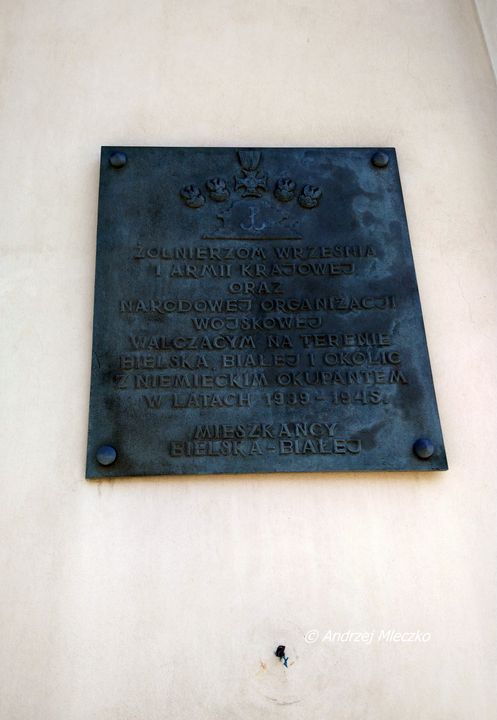 ŻOŁNIERZOM WRZEŚNIA
I ARMII KRAJOWEJ
ORAZ
NARODOWEJ ORGANIZACJI
WOJSKOWEJ
WALCZĄCYM NA TERENIE
BIELSKA, BIAŁEJ I OKOLIC
Z NIEMIECKIM OKUPANTEM
W LATACH 1939-1945.
MIESZKAŃCY
BIELSKA-BIAŁEJ
© Andrzej Mleczko